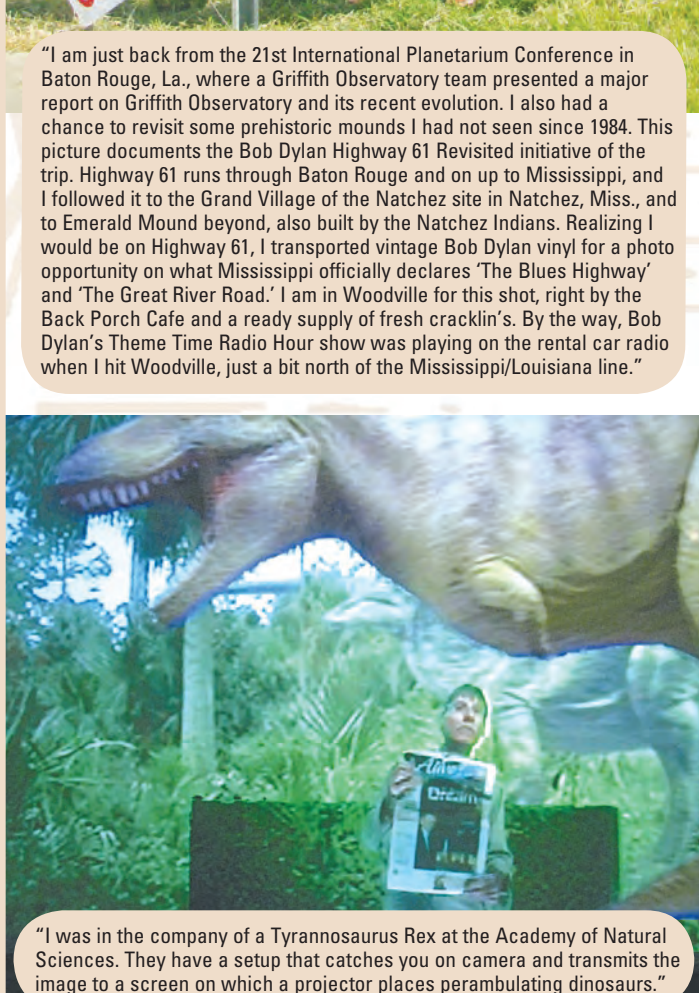 “I am just back from the 21st International Planetarium Conference in
Baton Rouge, La., where a Griffith Observatory team presented a major
report on Griffith Observatory and its recent evolution. I also had a
chance to revisit some prehistoric mounds I had not seen since 1984. This
picture documents the Bob Dylan Highway 61 Revisited initiative of the
trip. Highway 61 runs through Baton Rouge and on up to Mississippi, and
I followed it to the Grand Village of the Natchez site in Natchez, Miss., and
to Emerald Mound beyond, also built by the Natchez Indians. Realizing I
would be on Highway 61, I transported vintage Bob Dylan vinyl for a photo
opportunity on what Mississippi officially declares ‘The Blues Highway’
and ‘The Great River Road.’ I am in Woodville for this shot, right by the
Back Porch Cafe and a ready supply of fresh cracklin’s. By the way, Bob
Dylan’s Theme Time Radio Hour show was playing on the rental car radio
when I hit Woodville, just a bit north of the Mississippi/Louisiana line.”
Alive!
Dream
“I was in the company of a Tyrannosaurus Rex at the Academy of Natural
Sciences. They have a setup that catches you on camera and transmits the
image to a screen on which a projector places perambulating dinosaurs.”